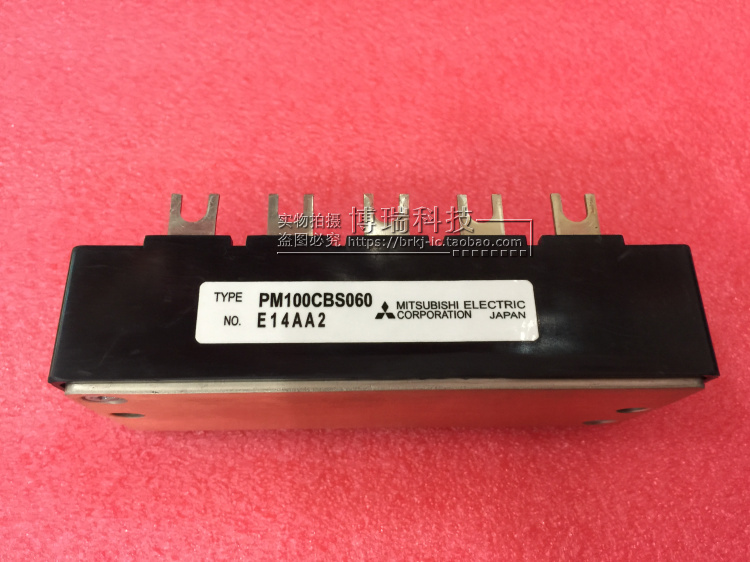 实物拍摄 博瑞科技
盗图必究 https://brkj-ic.taobao.com
TYPE PM100CBS060
NO. E14AA2
MITSUBISHI ELECTRIC
CORPORATION JAPAN